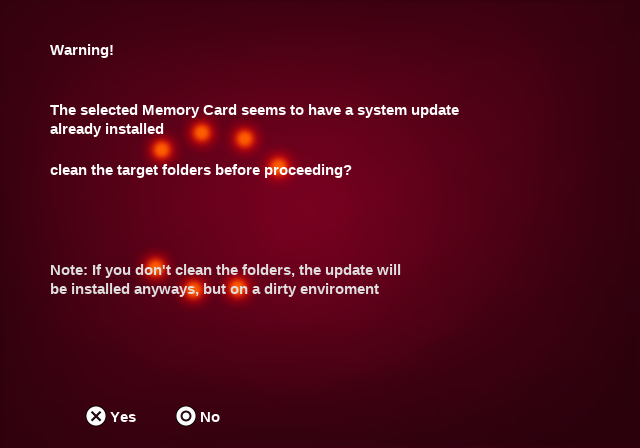 Warning!
The selected Memory Card seems to have a system update
already installed
clean the target folders before proceeding?
Note: If you don't clean the folders, the update will
be installed anyways, but on a dirty enviroment
Yes No